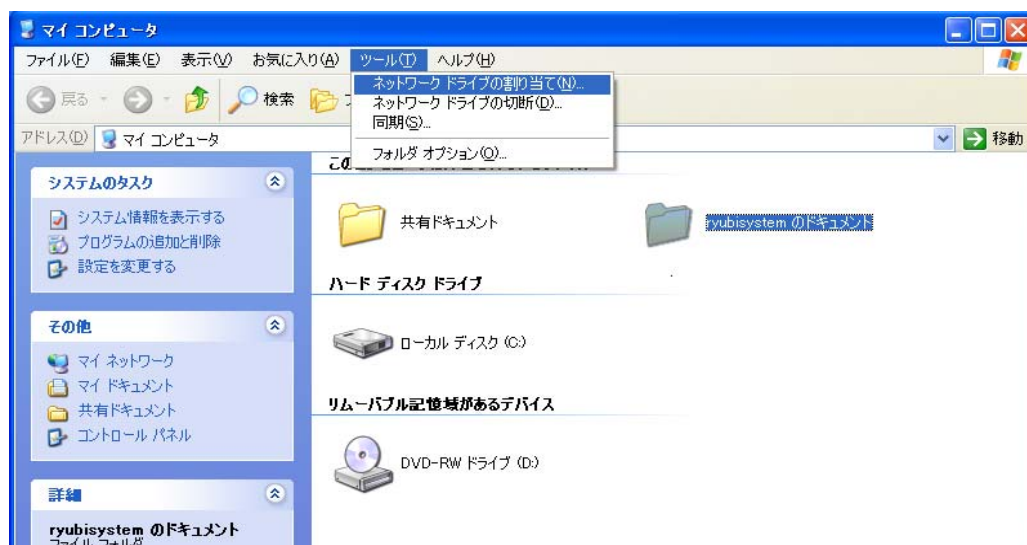 マイ コンピュータ
ファイル(F) 編集(E) 表示(V) お気に入り(A) ツール(T) ヘルプ(H)
ネットワーク ドライブの割り当て(N)...
ネットワーク ドライブの切断(D)...
同期(S)...
フォルダ オプション(O)...
戻る 検索
アドレス(D) マイ コンピュータ 移動
システムのタスク
システム情報を表示する
プログラムの追加と削除
設定を変更する
その他
マイ ネットワーク
マイ ドキュメント
共有ドキュメント
コントロール パネル
詳細
ryubisystem のドキュメント
ファイル フォルダ
共有ドキュメント ryubisystem のドキュメント
ハード ディスク ドライブ
ローカル ディスク (C:)
リムーバブル記憶域があるデバイス
DVD-RW ドライブ (D:)